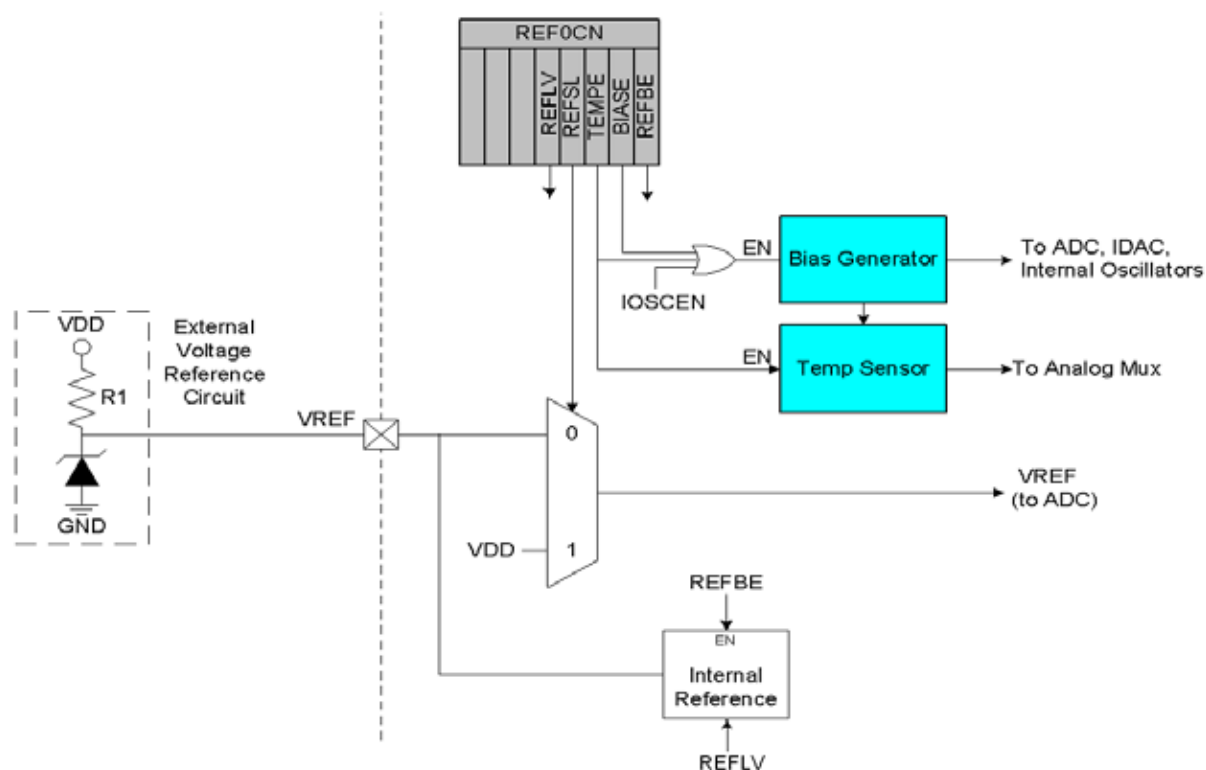 REF0CN
REFLV
REFSL
TEMPE
BIASE
REFBE
EN
Bias Generator
To ADC, IDAC,
Internal Oscillators
IOSCEN
VDD
External
Voltage
Reference
Circuit
R1
EN
Temp Sensor
To Analog Mux
VREF
0
VREF
(to ADC)
GND
VDD
1
REFBE
EN
Internal
Reference
REFLV